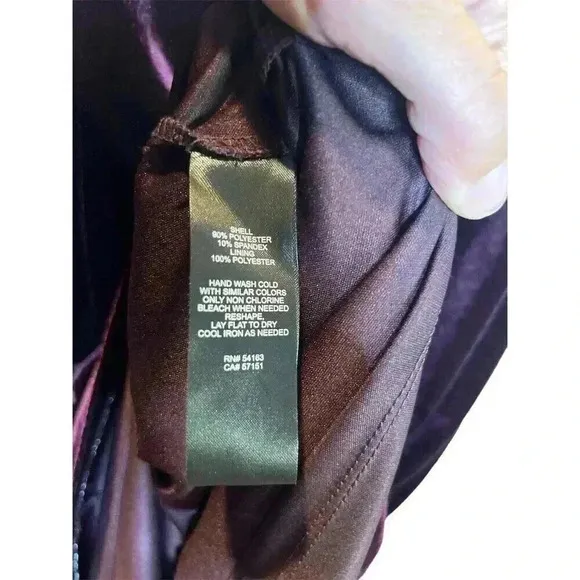 SHELL
90% POLYESTER
10% SPANDEX
LINING
100% POLYESTER
HAND WASH COLD
WITH SIMILAR COLORS
ONLY NON CHLORINE
BLEACH WHEN NEEDED
RESHAPE,
LAY FLAT TO DRY
COOL IRON AS NEEDED
RN# 54163
CA# 57151